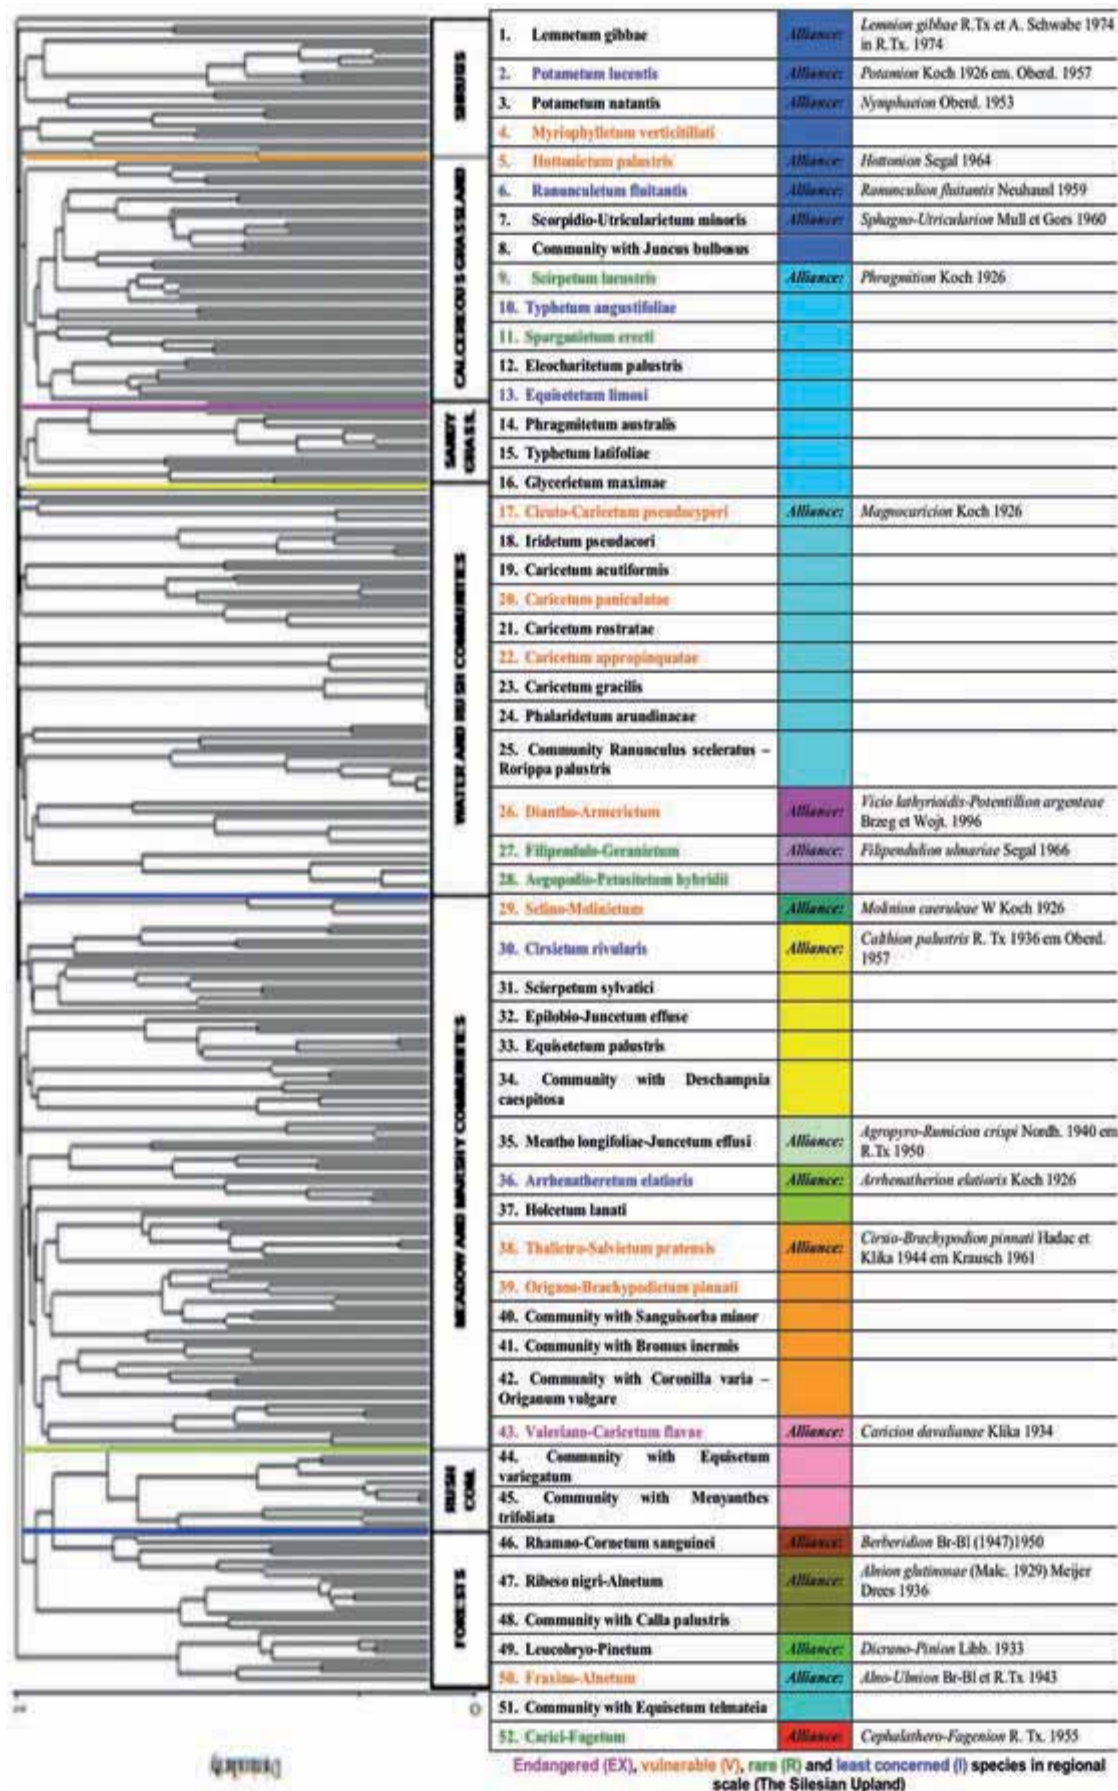 SHRUGS
CALCEREOUS GRASSLAND
SANDY
GRASS.
WATER AND RUSH COMMUNITIES
MEADOW AND MARSHY COMMUNITIES
RUSH
COM.
FORESTS
0
1. Lemnetum gibbae Alliance: Lemnion gibbae R.Tx et A. Schwabe 1974
in R.Tx. 1974
2. Potametum lucentis Alliance: Potamion Koch 1926 em. Oberd. 1957
3. Potametum natantis Alliance: Nymphaeion Oberd. 1953
4. Myriophylletum verticillati
5. Hottonietum palustris Alliance: Hottonion Segal 1964
6. Ranunculetum fluitantis Alliance: Ranunculion fluitantis Neuhausl 1959
7. Scorpidio-Utricularietum minoris Alliance: Sphagno-Utricularion Mull et Gors 1960
8. Community with Juncus bulbosus
9. Scirpetum lacustris Alliance: Phragmition Koch 1926
10. Typhetum angustifoliae
11. Sparganietum erecti
12. Eleocharitetum palustris
13. Equisetetum limosi
14. Phragmitetum australis
15. Typhetum latifoliae
16. Glycerietum maximae
17. Cicuto-Caricetum pseudocyperi Alliance: Magnocaricion Koch 1926
18. Iridetum pseudacori
19. Caricetum acutiformis
20. Caricetum paniculatae
21. Caricetum rostratae
22. Caricetum appropinquatae
23. Caricetum gracilis
24. Phalaridetum arundinacae
25. Community Ranunculus sceleratus –
Rorippa palustris
26. Diantho-Armerietum Alliance: Vicio lathyrioidis-Potentillion argenteae
Brzeg et Wojt. 1996
27. Filipendulo-Geranietum Alliance: Filipendulion ulmariae Segal 1966
28. Aegopodio-Petasitetum hybridii
29. Selino-Molinietum Alliance: Molinion caeruleae W Koch 1926
30. Cirsietum rivularis Alliance: Calthion palustris R. Tx 1936 em Oberd.
1957
31. Scierpetum sylvatici
32. Epilobio-Juncetum effuse
33. Equisetetum palustris
34. Community with Deschampsia
caespitosa
35. Mentho longifoliae-Juncetum effusi Alliance: Agropyro-Rumicion crispi Nordh. 1940 em
R.Tx 1950
36. Arrhenatheretum elatioris Alliance: Arrhenatherion elatioris Koch 1926
37. Holcetum lanati
38. Thalictro-Salvietum pratensis Alliance: Cirsio-Brachypodion pinnati Hadac et
Klika 1944 em Krausch 1961
39. Origano-Brachypodietum pinnati
40. Community with Sanguisorba minor
41. Community with Bromus inermis
42. Community with Coronilla varia –
Origanum vulgare
43. Valeriano-Caricetum flavae Alliance: Caricion davalianae Klika 1934
44. Community with Equisetum
variegatum
45. Community with Menyanthes
trifoliata
46. Rhamno-Cornetum sanguinei Alliance: Berberidion Br-Bl (1947)1950
47. Ribeso nigri-Alnetum Alliance: Alnion glutinosae (Malc. 1929) Meijer
Drees 1936
48. Community with Calla palustris
49. Leucobryo-Pinetum Alliance: Dicrano-Pinion Libb. 1933
50. Fraxino-Alnetum Alliance: Alno-Ulmion Br-Bl et R.Tx 1943
51. Community with Equisetum telmateia
52. Carici-Fagetum Alliance: Cephalathero-Fagenion R. Tx. 1955
Endangered (EX), vulnerable (V), rare (R) and least concerned (I) species in regional
scale (The Silesian Upland)